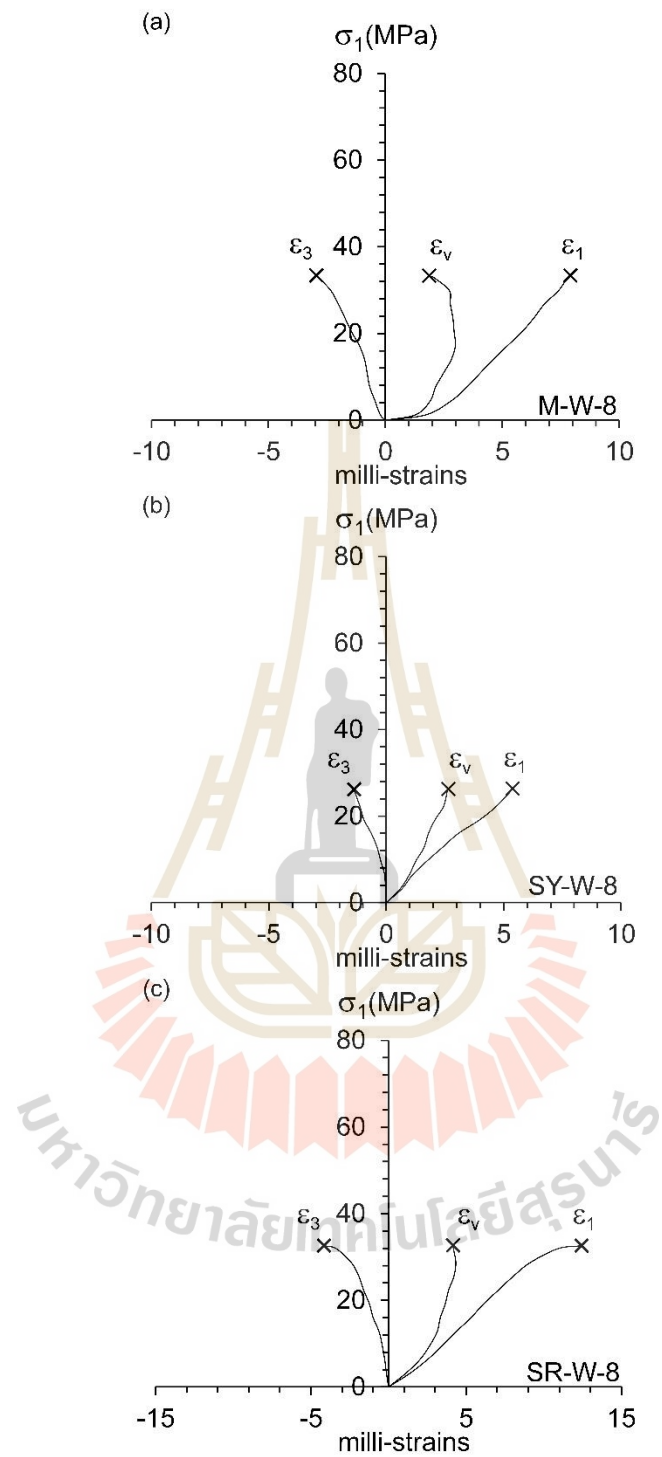 (a)
σ₁(MPa)
80
60
ε₃ 40 εᵥ ε₁
20
0 M-W-8
-10 -5 0 5 10
milli-strains
(b)
σ₁(MPa)
80
60
40
ε₃ εᵥ ε₁
20
0 SY-W-8
-10 -5 0 5 10
milli-strains
(c)
σ₁(MPa)
80
60
40
ε₃ εᵥ ε₁
20
0 SR-W-8
-15 -5 5 15
milli-strains
มหาวิทยาลัยเทคโนโลยีสุรนารี